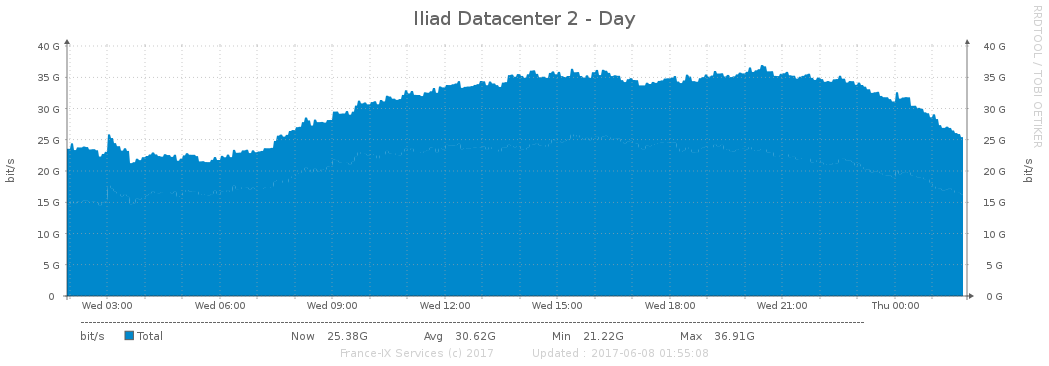 Iliad Datacenter 2 - Day
RRDTOOL / TOBI OETIKER
40 G 40 G
35 G 35 G
30 G 30 G
25 G 25 G
20 G 20 G
15 G 15 G
10 G 10 G
5 G 5 G
0 0 G
bit/s bit/s
Wed 03:00 Wed 06:00 Wed 09:00 Wed 12:00 Wed 15:00 Wed 18:00 Wed 21:00 Thu 00:00
bit/s Total Now 25.38G Avg 30.62G Min 21.22G Max 36.91G
France-IX Services (c) 2017 Updated : 2017-06-08 01:55:08